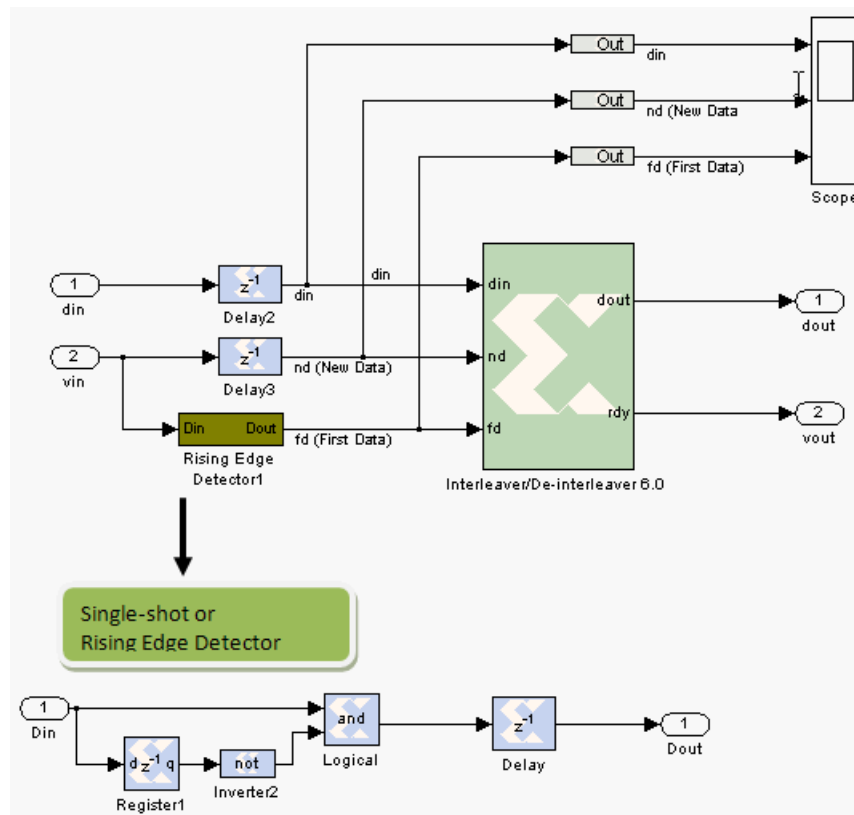 Out
din
Out
nd (New Data
Out
fd (First Data)
Scope
1
din
z⁻¹
Delay2
din
din
din
dout
1
dout
2
vin
z⁻¹
Delay3
nd (New Data)
nd
Din Dout
Rising Edge
Detector1
fd (First Data)
fd
rdy
2
vout
Interleaver/De-interleaver 6.0
Single-shot or
Rising Edge Detector
1
Din
d z⁻¹ q
Register1
not
Inverter2
and
Logical
z⁻¹
Delay
1
Dout